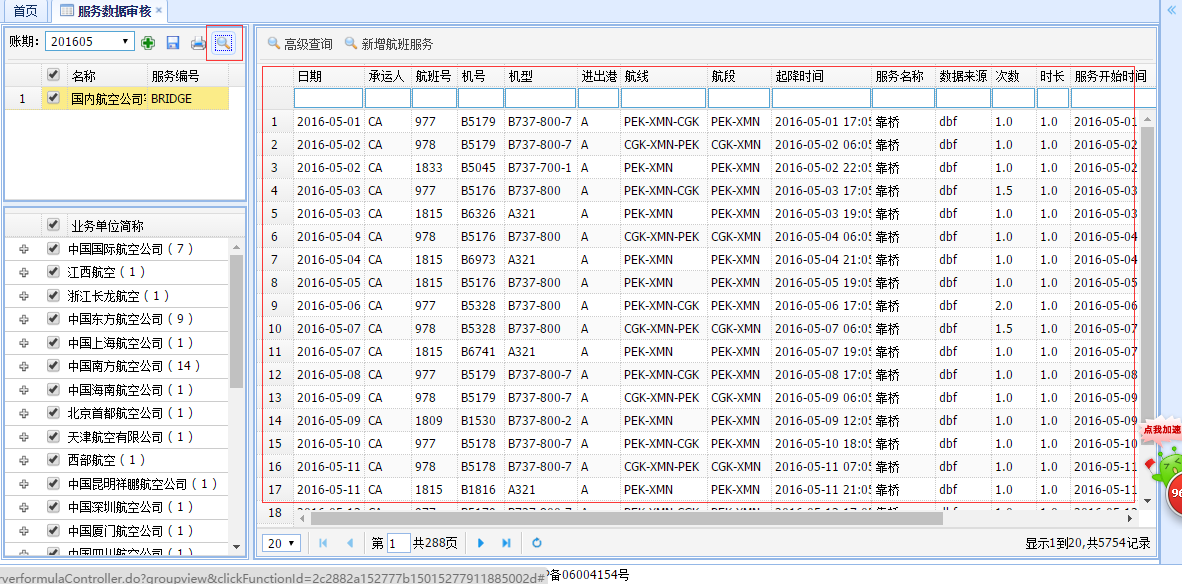 首页 服务数据审核 ×
账期: 201605
高级查询 新增航班服务
名称 服务编号
1 国内航空公司 BRIDGE
业务单位简称
中国国际航空公司 ( 7 )
江西航空 ( 1 )
浙江长龙航空 ( 1 )
中国东方航空公司 ( 9 )
中国上海航空公司 ( 1 )
中国南方航空公司 ( 14 )
中国海南航空公司 ( 1 )
北京首都航空公司 ( 1 )
天津航空有限公司 ( 1 )
西部航空 ( 1 )
中国昆明祥鹏航空公司 ( 1 )
中国深圳航空公司 ( 1 )
中国厦门航空公司 ( 1 )
中国四川航空公司 ( 1 )
日期 承运人 航班号 机号 机型 进出港 航线 航段 起降时间 服务名称 数据来源 次数 时长 服务开始时间
1 2016-05-01 CA 977 B5179 B737-800-7 A PEK-XMN-CGK PEK-XMN 2016-05-01 17:05 靠桥 dbf 1.0 1.0 2016-05-01
2 2016-05-02 CA 978 B5179 B737-800-7 A CGK-XMN-PEK CGK-XMN 2016-05-02 06:05 靠桥 dbf 1.0 1.0 2016-05-02
3 2016-05-02 CA 1833 B5045 B737-700-1 A PEK-XMN PEK-XMN 2016-05-02 22:05 靠桥 dbf 1.0 1.0 2016-05-02
4 2016-05-03 CA 977 B5176 B737-800 A PEK-XMN-CGK PEK-XMN 2016-05-03 17:05 靠桥 dbf 1.5 1.0 2016-05-03
5 2016-05-03 CA 1815 B6326 A321 A PEK-XMN PEK-XMN 2016-05-03 19:05 靠桥 dbf 1.0 1.0 2016-05-03
6 2016-05-04 CA 978 B5176 B737-800 A CGK-XMN-PEK CGK-XMN 2016-05-04 06:05 靠桥 dbf 1.0 1.0 2016-05-04
7 2016-05-04 CA 1815 B6973 A321 A PEK-XMN PEK-XMN 2016-05-04 21:05 靠桥 dbf 1.0 1.0 2016-05-04
8 2016-05-05 CA 1815 B5176 B737-800 A PEK-XMN PEK-XMN 2016-05-05 19:05 靠桥 dbf 1.0 1.0 2016-05-05
9 2016-05-06 CA 977 B5328 B737-800 A PEK-XMN-CGK PEK-XMN 2016-05-06 17:05 靠桥 dbf 2.0 1.0 2016-05-06
10 2016-05-07 CA 978 B5328 B737-800 A CGK-XMN-PEK CGK-XMN 2016-05-07 06:05 靠桥 dbf 1.5 1.0 2016-05-07
11 2016-05-07 CA 1815 B6741 A321 A PEK-XMN PEK-XMN 2016-05-07 19:05 靠桥 dbf 1.0 1.0 2016-05-07
12 2016-05-08 CA 977 B5179 B737-800-7 A PEK-XMN-CGK PEK-XMN 2016-05-08 17:05 靠桥 dbf 1.0 1.0 2016-05-08
13 2016-05-09 CA 978 B5179 B737-800-7 A CGK-XMN-PEK CGK-XMN 2016-05-09 06:05 靠桥 dbf 1.0 1.0 2016-05-09
14 2016-05-09 CA 1809 B1530 B737-800-2 A PEK-XMN PEK-XMN 2016-05-09 12:05 靠桥 dbf 1.0 1.0 2016-05-09
15 2016-05-10 CA 977 B5178 B737-800-7 A PEK-XMN-CGK PEK-XMN 2016-05-10 18:05 靠桥 dbf 1.0 1.0 2016-05-10
16 2016-05-11 CA 978 B5178 B737-800-7 A CGK-XMN-PEK CGK-XMN 2016-05-11 07:05 靠桥 dbf 1.0 1.0 2016-05-11
17 2016-05-11 CA 1815 B1816 A321 A PEK-XMN PEK-XMN 2016-05-11 21:05 靠桥 dbf 1.0 1.0 2016-05-11
18
点我加速
96
20 第 1 共288页 显示1到20,共5754记录
rverformulaController.do?groupview&clickFunctionId=2c2882a152777b15015277911885002d# 备06004154号